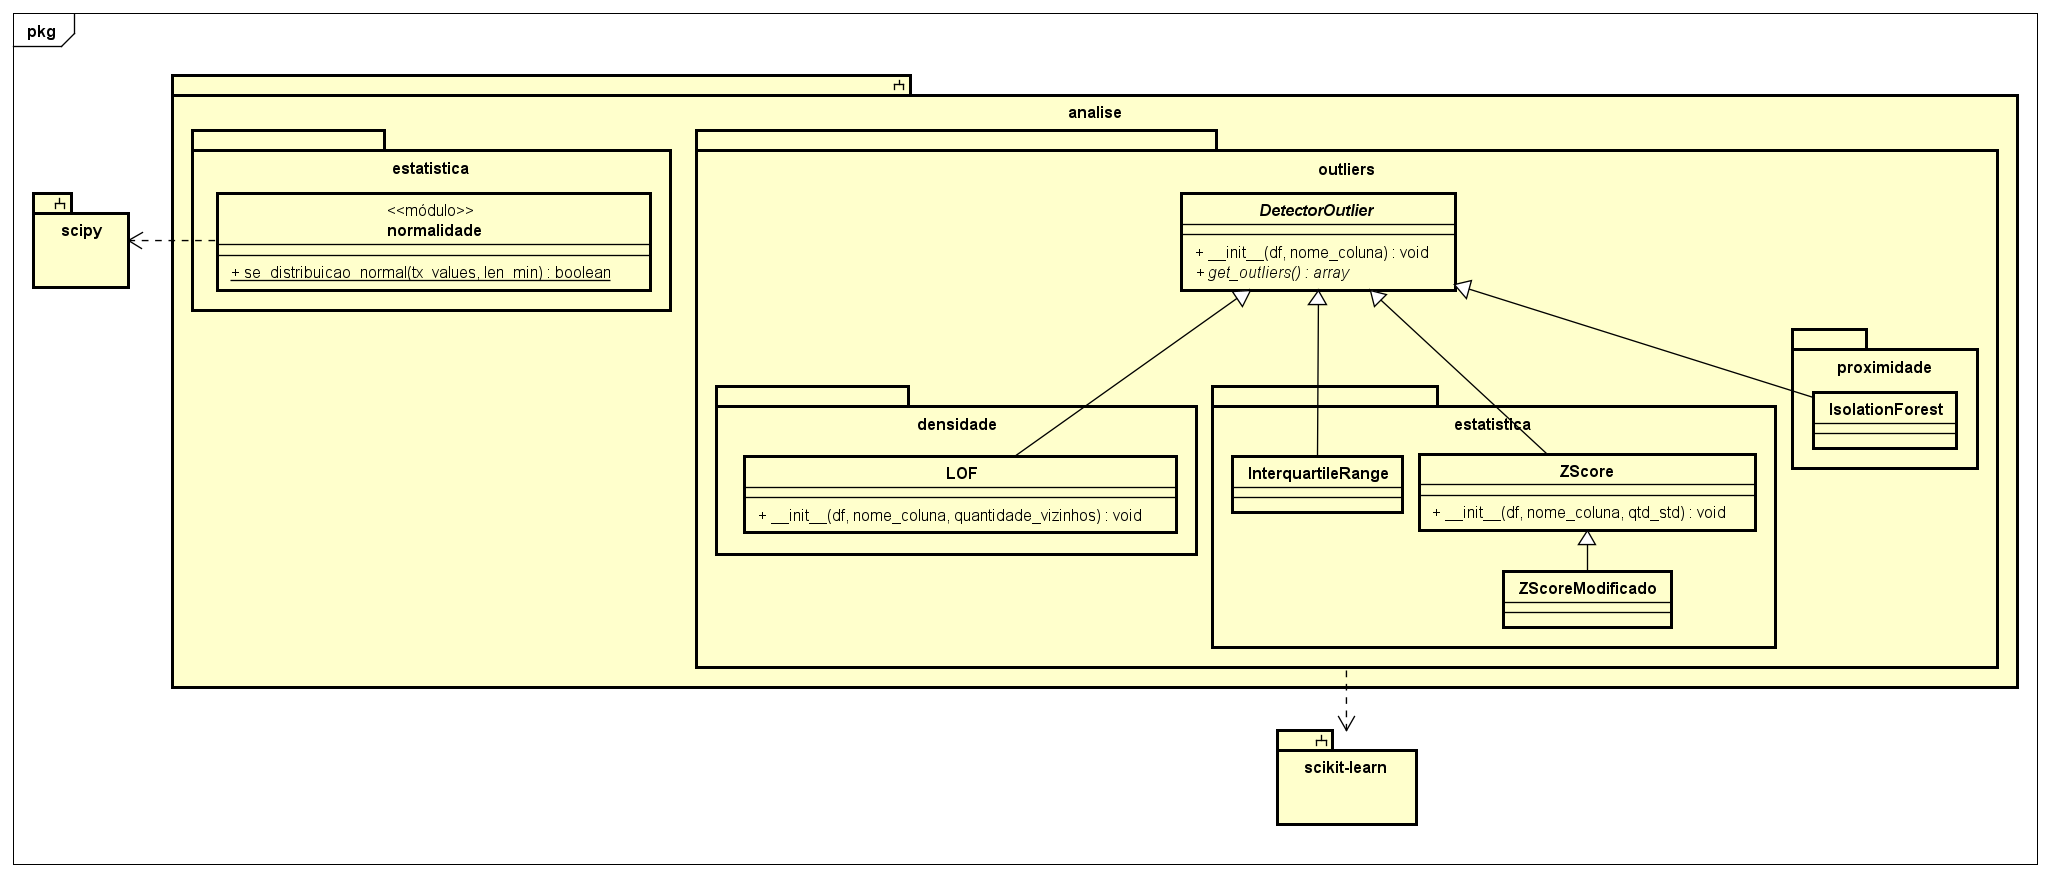 pkg
analise
estatistica
<<módulo>>
normalidade
+ se_distribuicao_normal(tx_values, len_min) : boolean
scipy
outliers
DetectorOutlier
+ __init__(df, nome_coluna) : void
+ get_outliers() : array
densidade
LOF
+ __init__(df, nome_coluna, quantidade_vizinhos) : void
estatistica
InterquartileRange
ZScore
+ __init__(df, nome_coluna, qtd_std) : void
ZScoreModificado
proximidade
IsolationForest
scikit-learn